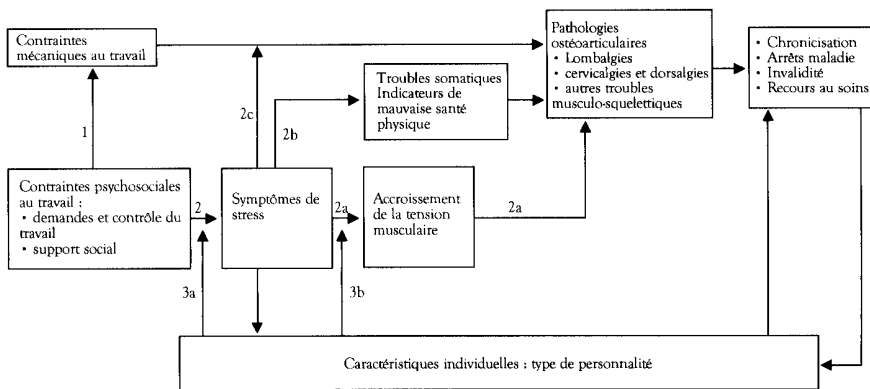 Contraintes
mécaniques au travail
1
Contraintes psychosociales
au travail :
• demandes et contrôle du
travail
• support social
2
3a
Symptômes de
stress
2c
2b
2a
3b
Troubles somatiques
Indicateurs de
mauvaise santé
physique
Accroissement
de la tension
musculaire
2a
Pathologies
ostéoarticulaires
• Lombalgies
• cervicalgies et dorsalgies
• autres troubles
musculo-squelettiques
• Chronicisation
• Arrêts maladie
• Invalidité
• Recours au soins
Caractéristiques individuelles : type de personnalité